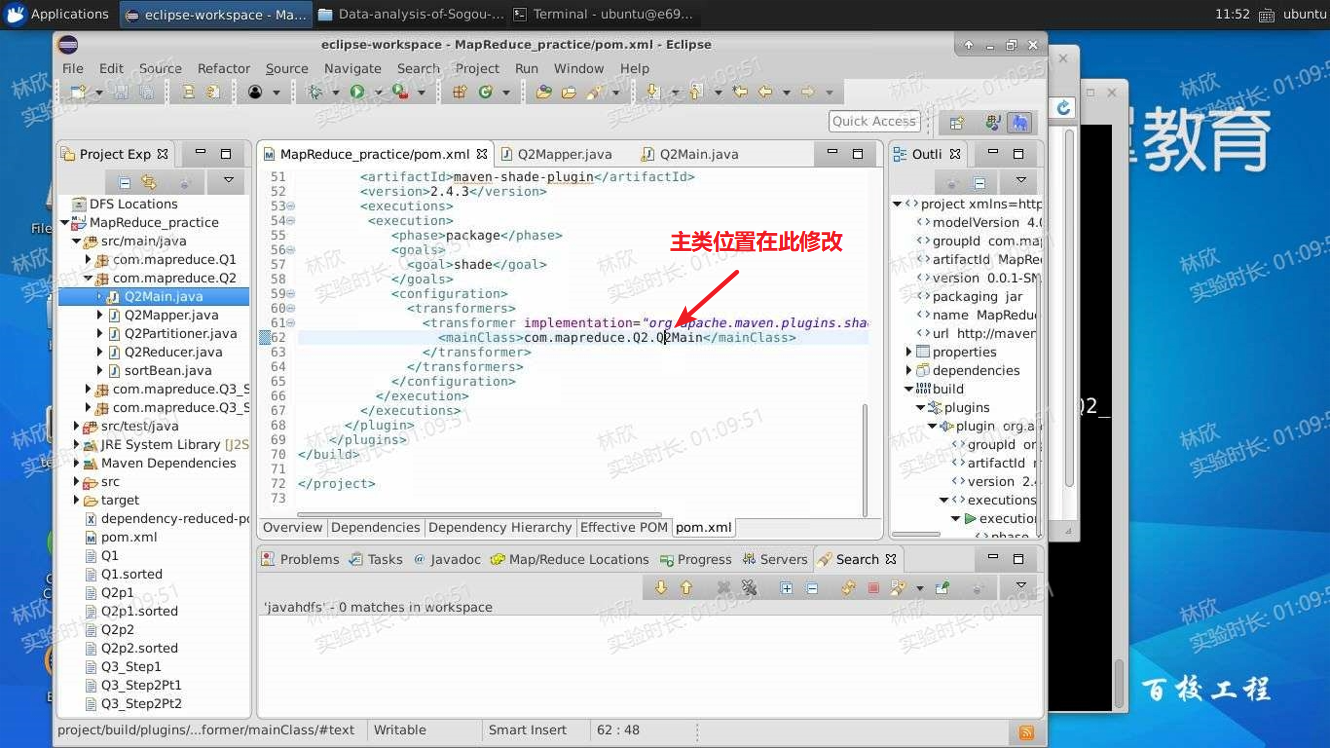 Applications
eclipse-workspace - Ma...
Data-analysis-of-Sogou-...
Terminal - ubuntu@e69...
11:52
ubuntu
eclipse-workspace - MapReduce_practice/pom.xml - Eclipse
File Edit Source Refactor Source Navigate Search Project Run Window Help
Quick Access
Project Exp
DFS Locations
MapReduce_practice
src/main/java
com.mapreduce.Q1
com.mapreduce.Q2
Q2Main.java
Q2Mapper.java
Q2Partitioner.java
Q2Reducer.java
sortBean.java
com.mapreduce.Q3_S
com.mapreduce.Q3_S
src/test/java
JRE System Library [J2S
Maven Dependencies
src
target
dependency-reduced-po
pom.xml
Q1
Q1.sorted
Q2p1
Q2p1.sorted
Q2p2
Q2p2.sorted
Q3_Step1
Q3_Step2Pt1
Q3_Step2Pt2
MapReduce_practice/pom.xml
Q2Mapper.java
Q2Main.java
51 <artifactId>maven-shade-plugin</artifactId>
52 <version>2.4.3</version>
53 <executions>
54 <execution>
55 <phase>package</phase>
56 <goals>
57 <goal>shade</goal>
58 </goals>
59 <configuration>
60 <transformers>
61 <transformer implementation="org.apache.maven.plugins.shad
62 <mainClass>com.mapreduce.Q2.Q2Main</mainClass>
63 </transformer>
64 </transformers>
65 </configuration>
66 </execution>
67 </executions>
68 </plugin>
69 </plugins>
70 </build>
71
72 </project>
73
主类位置在此修改
Overview Dependencies Dependency Hierarchy Effective POM pom.xml
Outli
project xmlns=http
modelVersion 4.0
groupId com.map
artifactId MapRe
version 0.0.1-SN
packaging jar
name MapReduc
url http://maven
properties
dependencies
build
plugins
plugin org.a
groupId org
artifactId m
version 2.4
executions
execution
phase
Problems Tasks Javadoc Map/Reduce Locations Progress Servers Search
'javahdfs' - 0 matches in workspace
project/build/plugins/...former/mainClass/#text
Writable
Smart Insert
62 : 48
File
Q2_
教育
百校工程
林欣
实验时长: 01:09:51